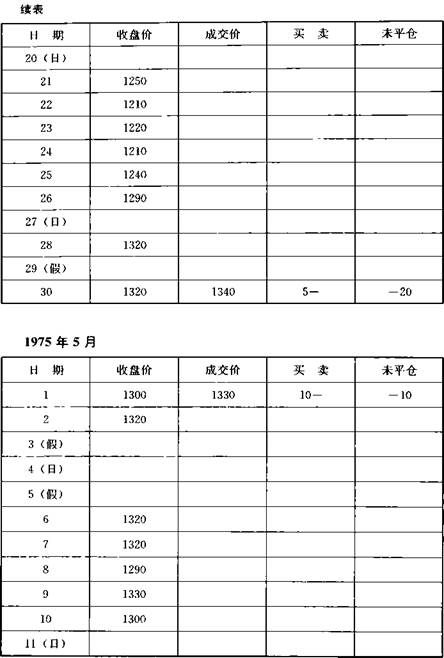 续表
日 期 收盘价 成交价 买 卖 未平仓
20（日）
21 1250
22 1210
23 1220
24 1210
25 1240
26 1290
27（日）
28 1320
29（假）
30 1320 1340 5— —20
1975 年 5 月
日 期 收盘价 成交价 买 卖 未平仓
1 1300 1330 10— —10
2 1320
3（假）
4（日）
5（假）
6 1320
7 1320
8 1290
9 1330
10 1300
11（日）